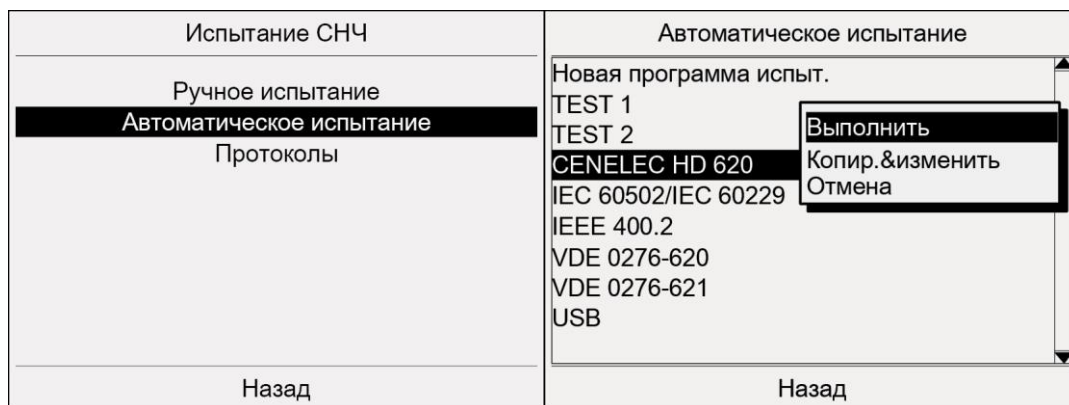 Испытание СНЧ
Ручное испытание
Автоматическое испытание
Протоколы
Назад
Автоматическое испытание
Новая программа испыт.
TEST 1
TEST 2
CENELEC HD 620
IEC 60502/IEC 60229
IEEE 400.2
VDE 0276-620
VDE 0276-621
USB
Выполнить
Копир.&изменить
Отмена
Назад